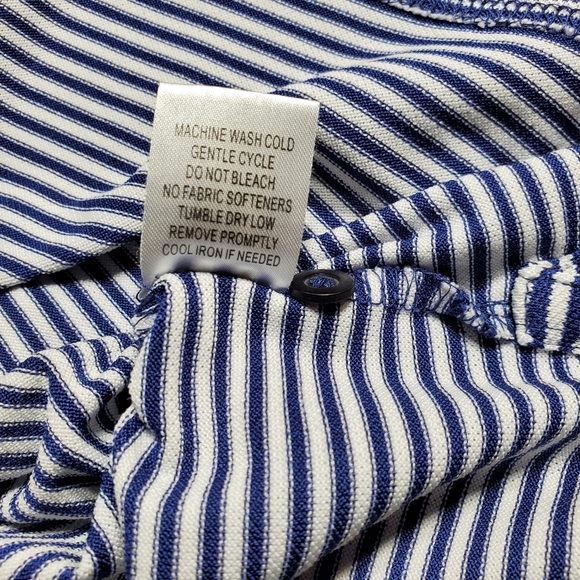 MACHINE WASH COLD
GENTLE CYCLE
DO NOT BLEACH
NO FABRIC SOFTENERS
TUMBLE DRY LOW
REMOVE PROMPTLY
COOL IRON IF NEEDED